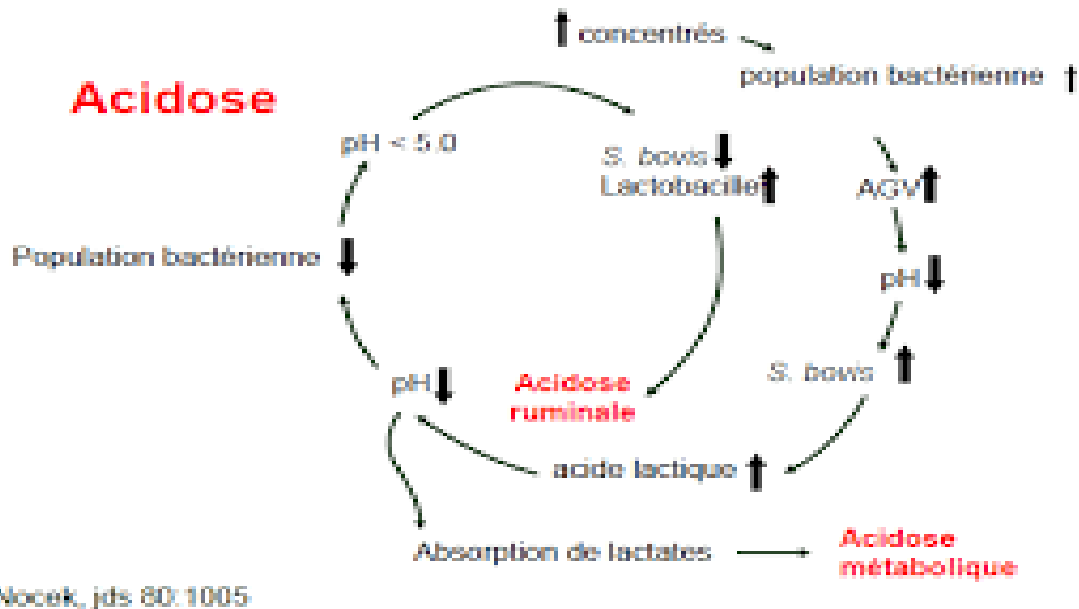 ↑ concentrés
population bactérienne ↑
Acidose
pH < 5.0
S. bovis ↓
Lactobacille ↑
AGV ↑
Population bactérienne ↓
pH ↓
S. bovis ↑
pH ↓
Acidose
ruminale
acide lactique ↑
Absorption de lactates
Acidose
métabolique
Nocek, jds 80:1005